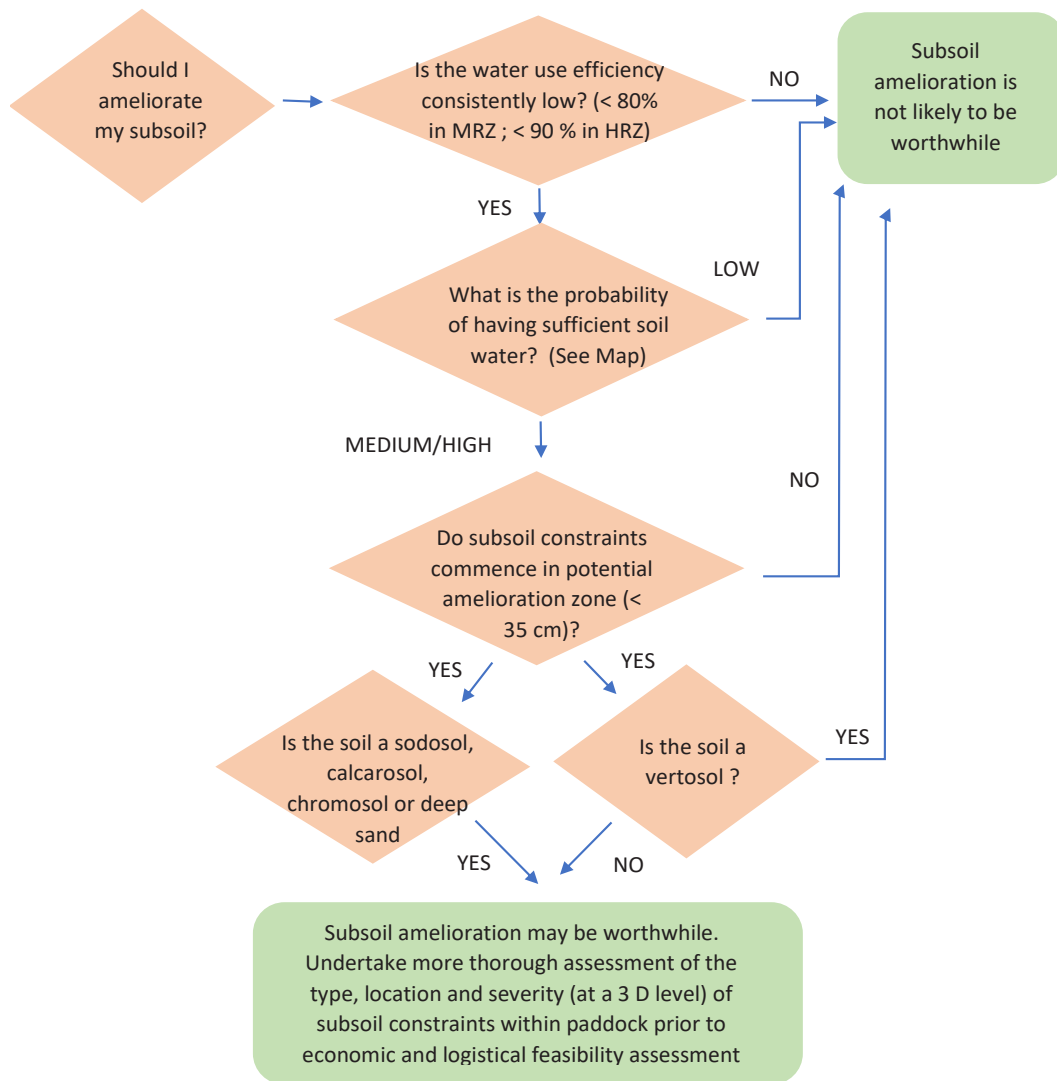 Should I
ameliorate
my subsoil?
Is the water use efficiency
consistently low? (< 80%
in MRZ ; < 90 % in HRZ)
NO
Subsoil
amelioration is
not likely to be
worthwhile
YES
What is the probability
of having sufficient soil
water?  (See Map)
LOW
MEDIUM/HIGH
Do subsoil constraints
commence in potential
amelioration zone (<
35 cm)?
NO
YES
YES
Is the soil a sodosol,
calcarosol,
chromosol or deep
sand
Is the soil a
vertosol ?
YES
YES
NO
Subsoil amelioration may be worthwhile.
Undertake more thorough assessment of the
type, location and severity (at a 3 D level) of
subsoil constraints within paddock prior to
economic and logistical feasibility assessment